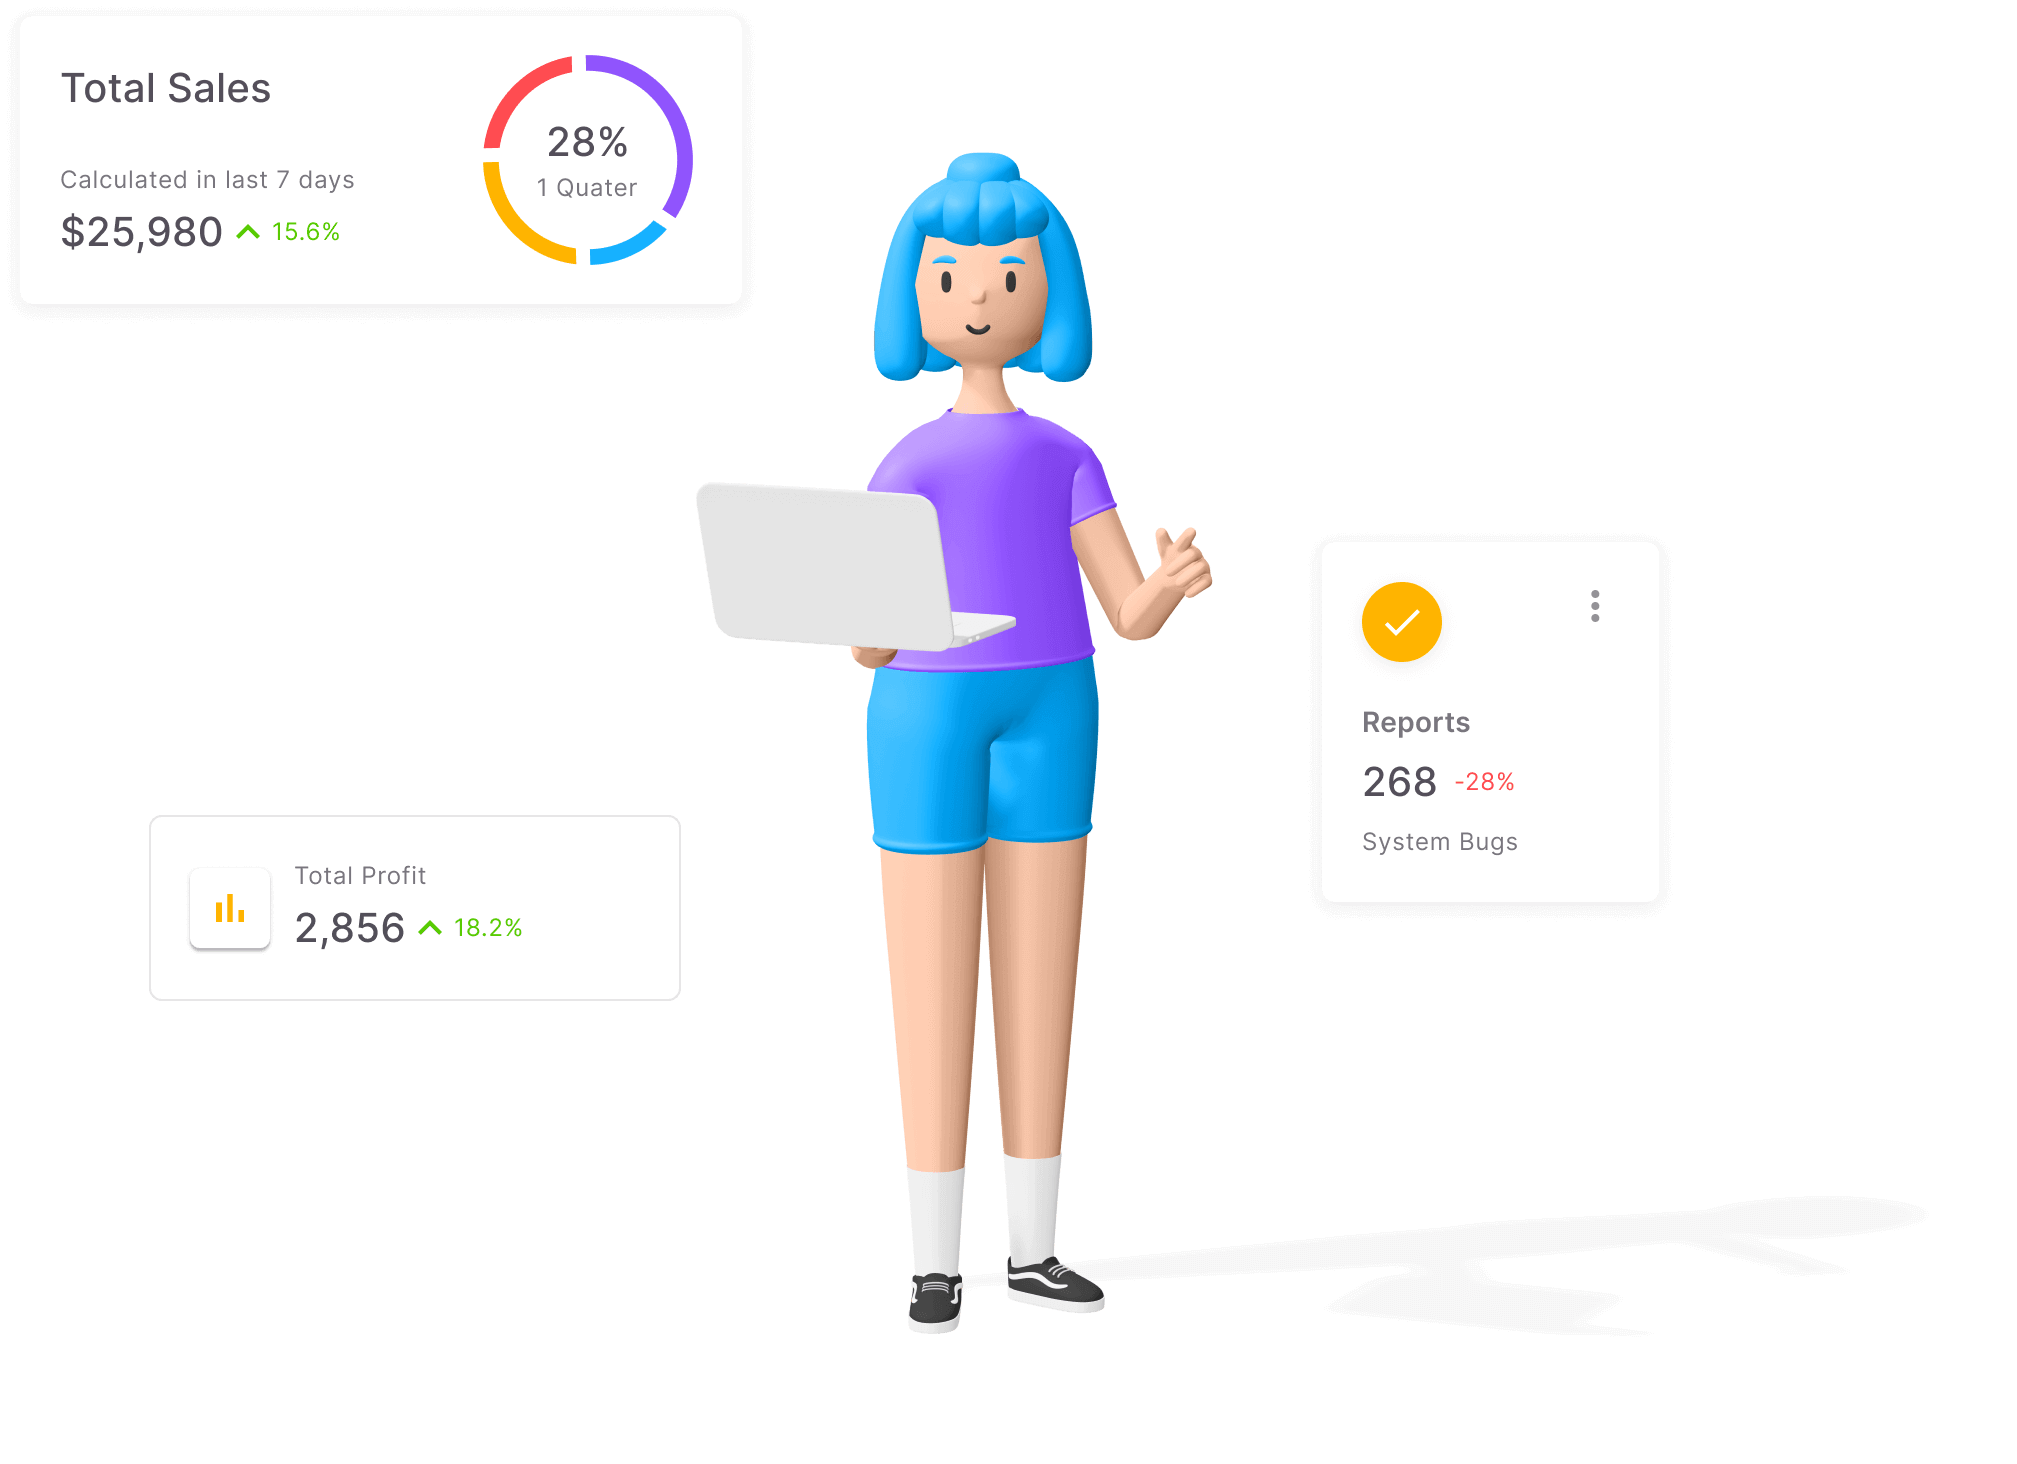 Total Sales
Calculated in last 7 days
$25,980 15.6%
28%
1 Quater
Reports
268 -28%
System Bugs
Total Profit
2,856 18.2%